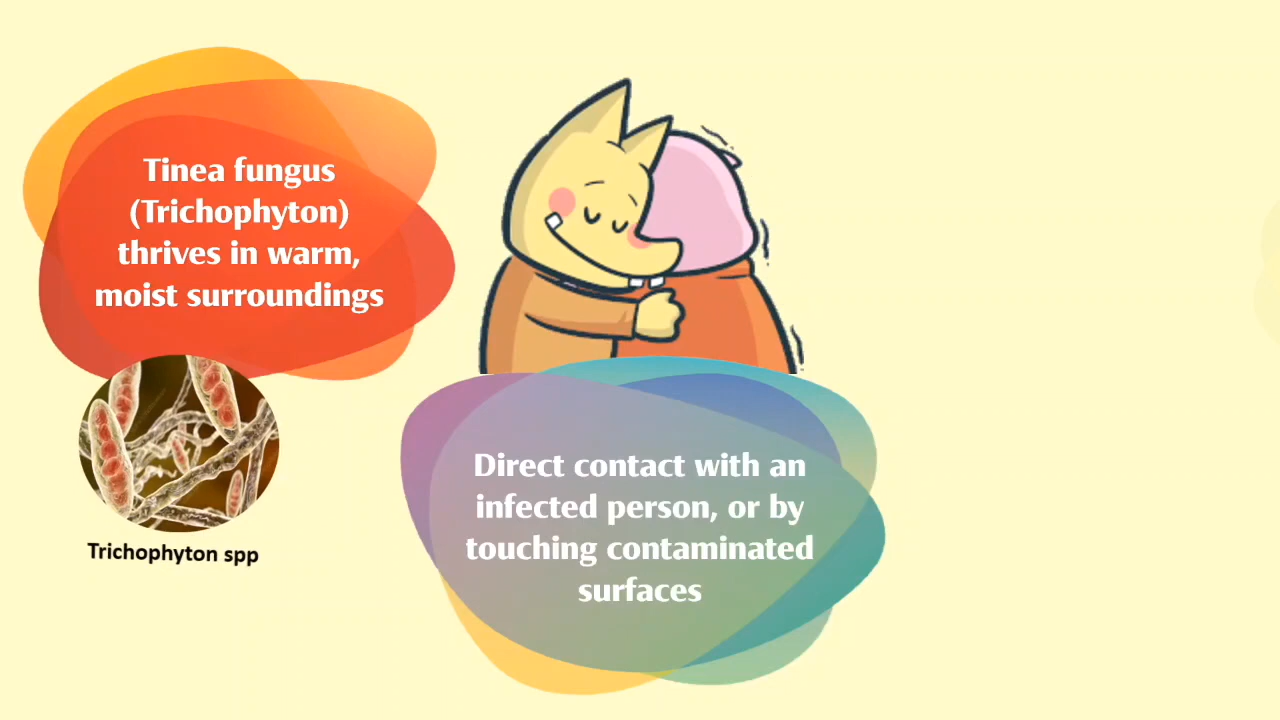 Tinea fungus
(Trichophyton)
thrives in warm,
moist surroundings
Trichophyton spp
Direct contact with an
infected person, or by
touching contaminated
surfaces